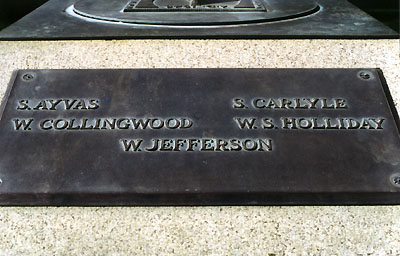 S. AYVAS S. CARLYLE
W. COLLINGWOOD W. S. HOLLIDAY
W. JEFFERSON